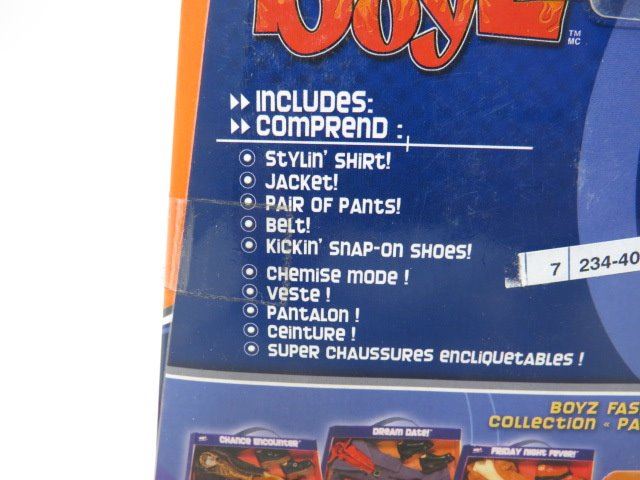 Boyz
TM
MC
INCLUDES:
COMPREND :
STYLIN' SHIRT!
JACKET!
PAIR OF PANTS!
BELT!
KICKIN' SNAP-ON SHOES!
CHEMISE MODE !
VESTE !
PANTALON !
CEINTURE !
SUPER CHAUSSURES ENCLIQUETABLES !
7 234-40
BOYZ FAS
COLLECTION « PA
CHANCE ENCOUNTER
DREAM DATE!
FRIDAY NIGHT FEVER!